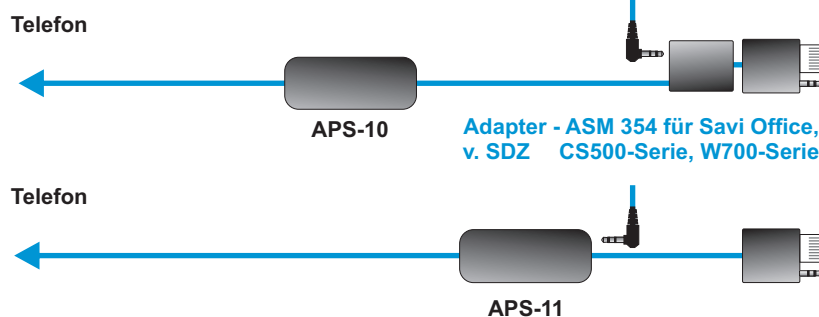 Telefon
APS-10
Adapter - ASM 354 für Savi Office,
v. SDZ CS500-Serie, W700-Serie
Telefon
APS-11